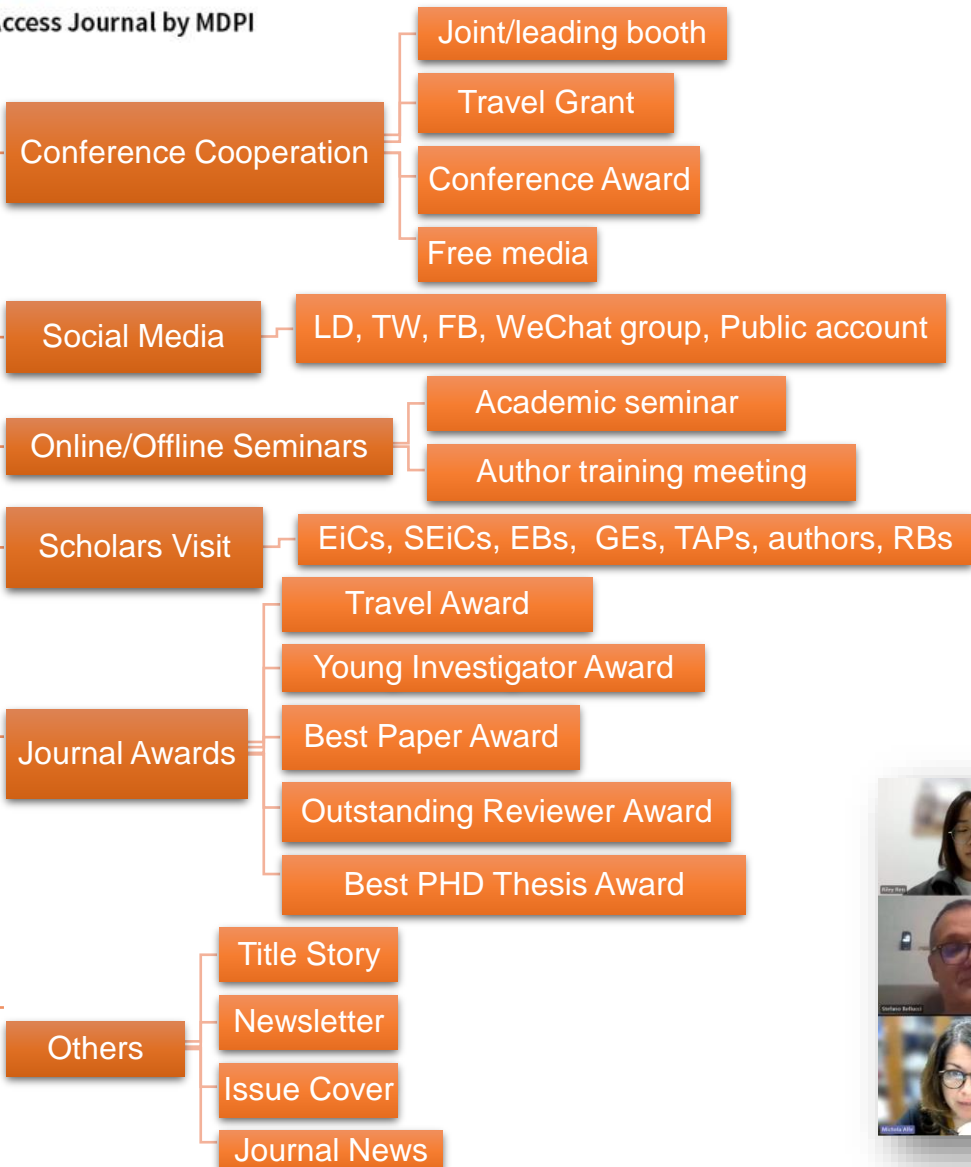 Access Journal by MDPI
Joint/leading booth
Conference Cooperation
Travel Grant
Conference Award
Free media
Social Media
LD, TW, FB, WeChat group, Public account
Online/Offline Seminars
Academic seminar
Author training meeting
Scholars Visit
EiCs, SEiCs, EBs, GEs, TAPs, authors, RBs
Journal Awards
Travel Award
Young Investigator Award
Best Paper Award
Outstanding Reviewer Award
Best PHD Thesis Award
Others
Title Story
Newsletter
Issue Cover
Journal News
Stefano Bellucci